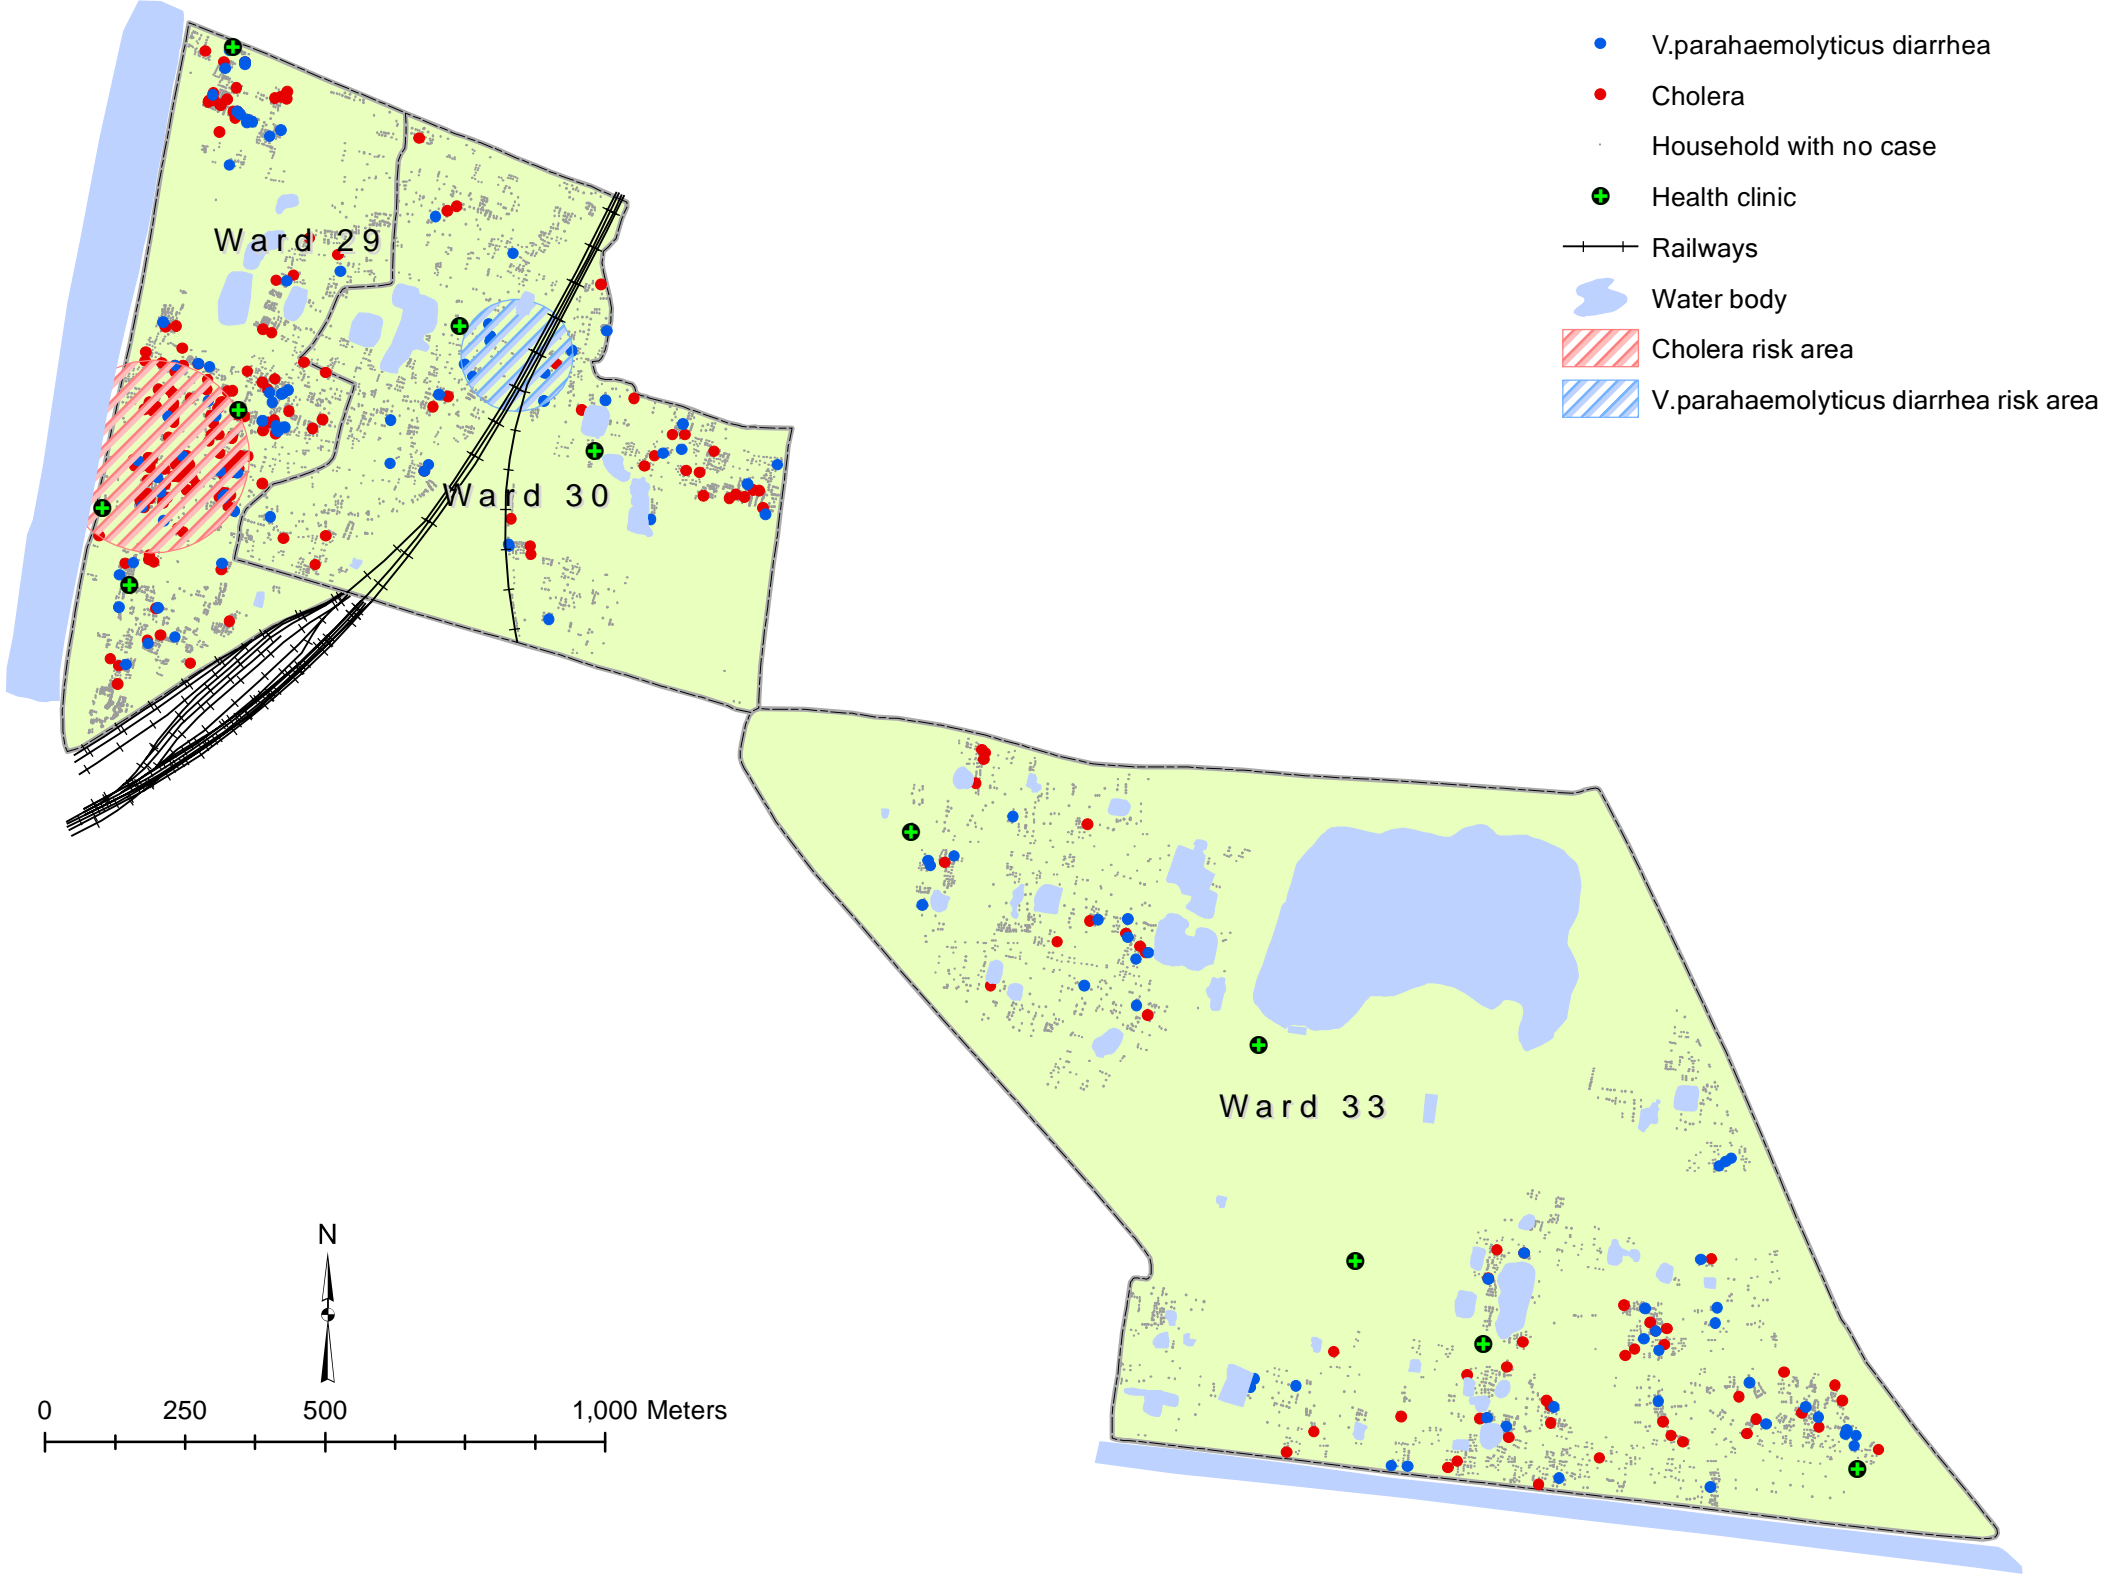 V.parahaemolyticus diarrhea
Cholera
Household with no case
Health clinic
Railways
Water body
Cholera risk area
V.parahaemolyticus diarrhea risk area
Ward 29
Ward 30
Ward 33
N
0 250 500 1,000 Meters